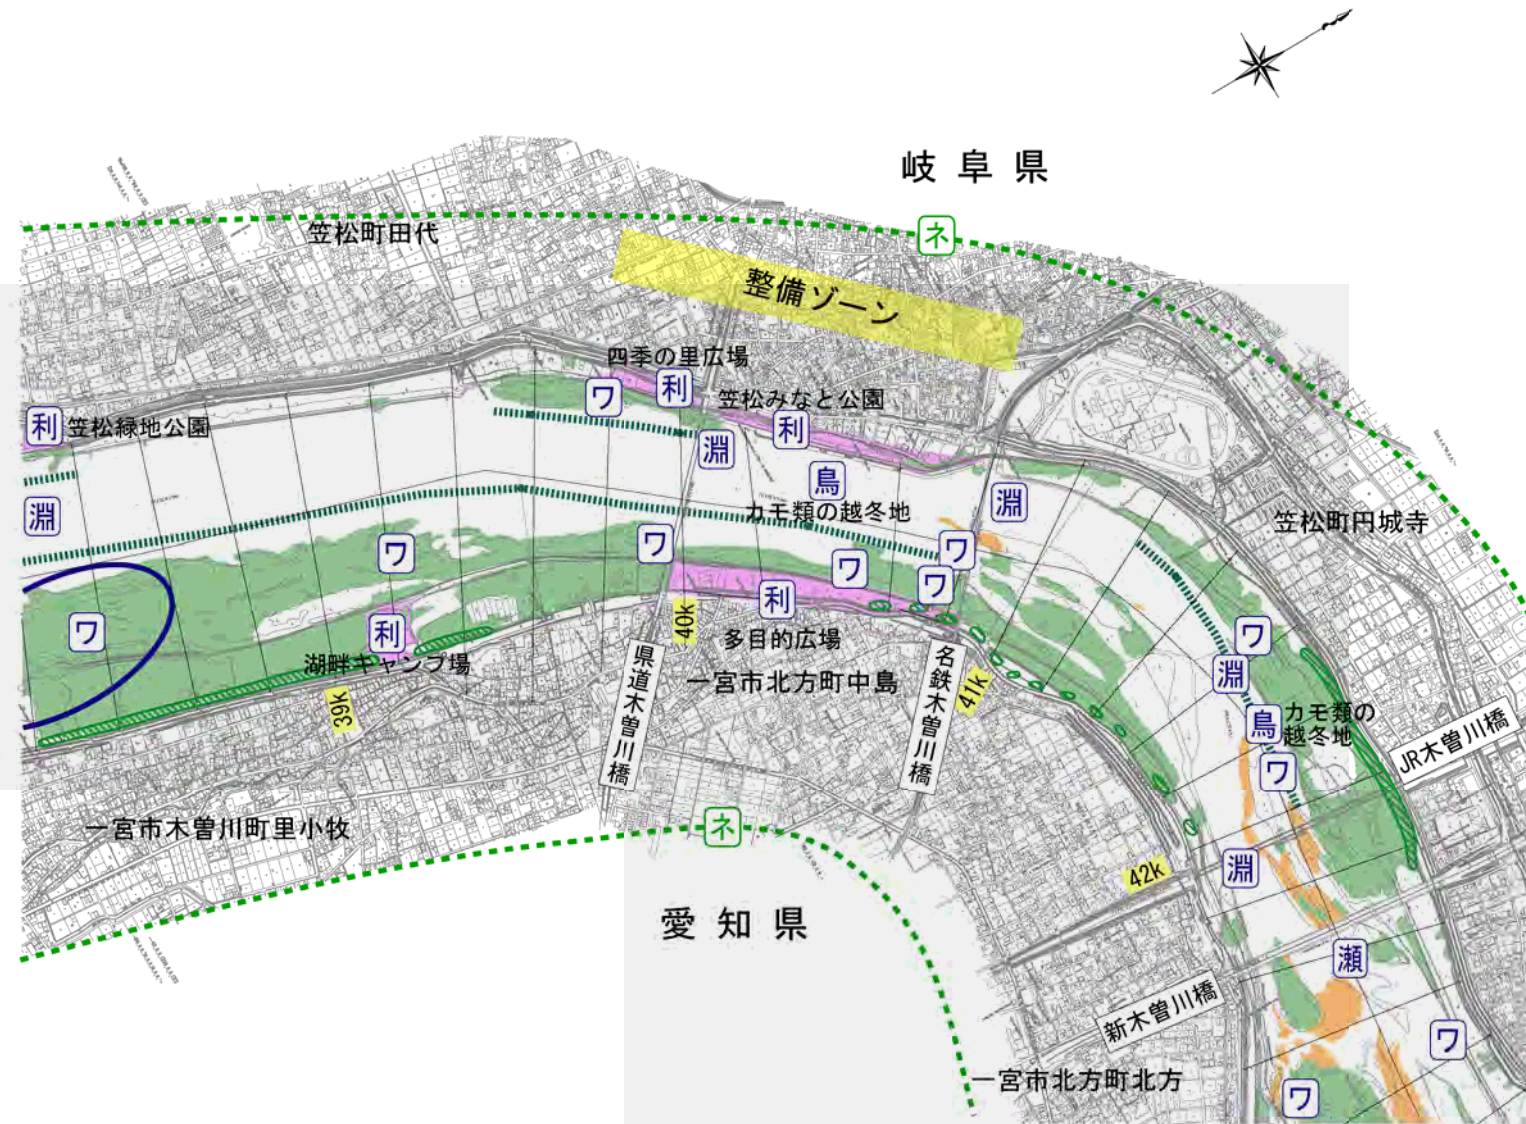 岐阜県
ネ
笠松町田代
整備ゾーン
四季の里広場
ワ
利
笠松みなと公園
利
利
笠松緑地公園
淵
鳥
カモ類の越冬地
淵
淵
笠松町円城寺
ワ
ワ
ワ
ワ
ワ
利
ワ
利
湖畔キャンプ場
39k
40k
多目的広場
一宮市北方町中島
県道木曽川橋
名鉄木曽川橋
41k
ワ
淵
鳥
カモ類の
越冬地
ワ
JR木曽川橋
一宮市木曽川町里小牧
ネ
愛知県
42k
淵
瀬
新木曽川橋
ワ
一宮市北方町北方
ワ